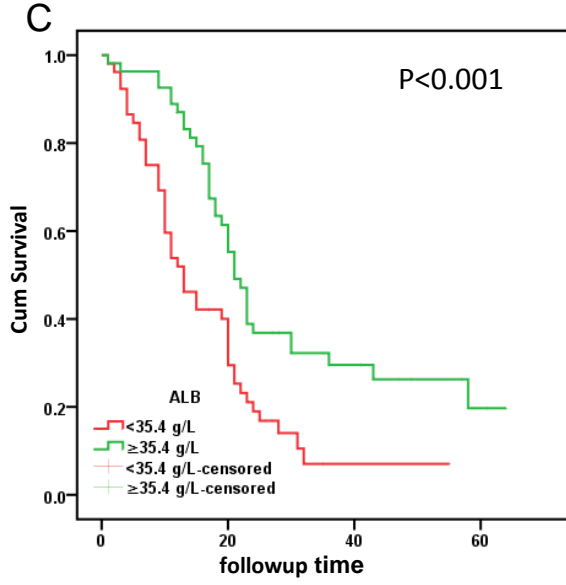 C
P<0.001
Cum Survival
1.0
0.8
0.6
0.4
0.2
0.0
ALB
<35.4 g/L
≥35.4 g/L
<35.4 g/L-censored
≥35.4 g/L-censored
0 20 40 60
followup time